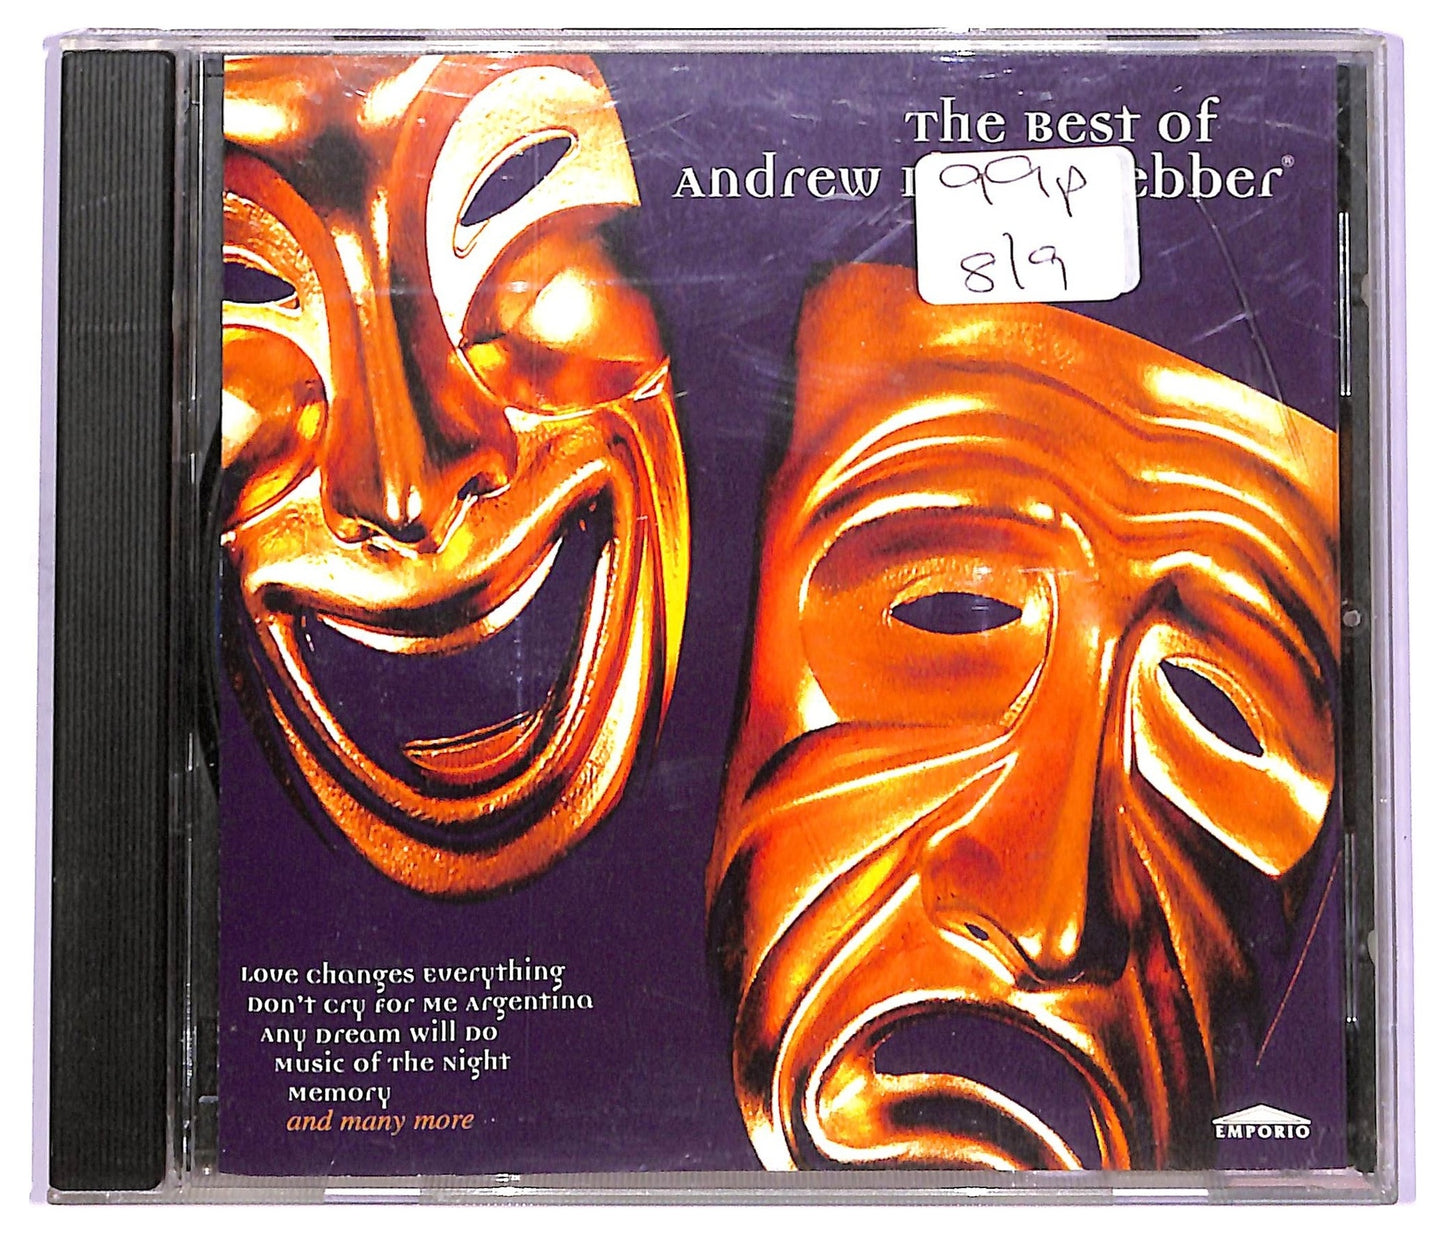 The Best of
Andrew L ebber®
99p
8/9
Love Changes Everything
Don't Cry For Me Argentina
Any Dream Will Do
Music of The Night
Memory
and many more
EMPORIO